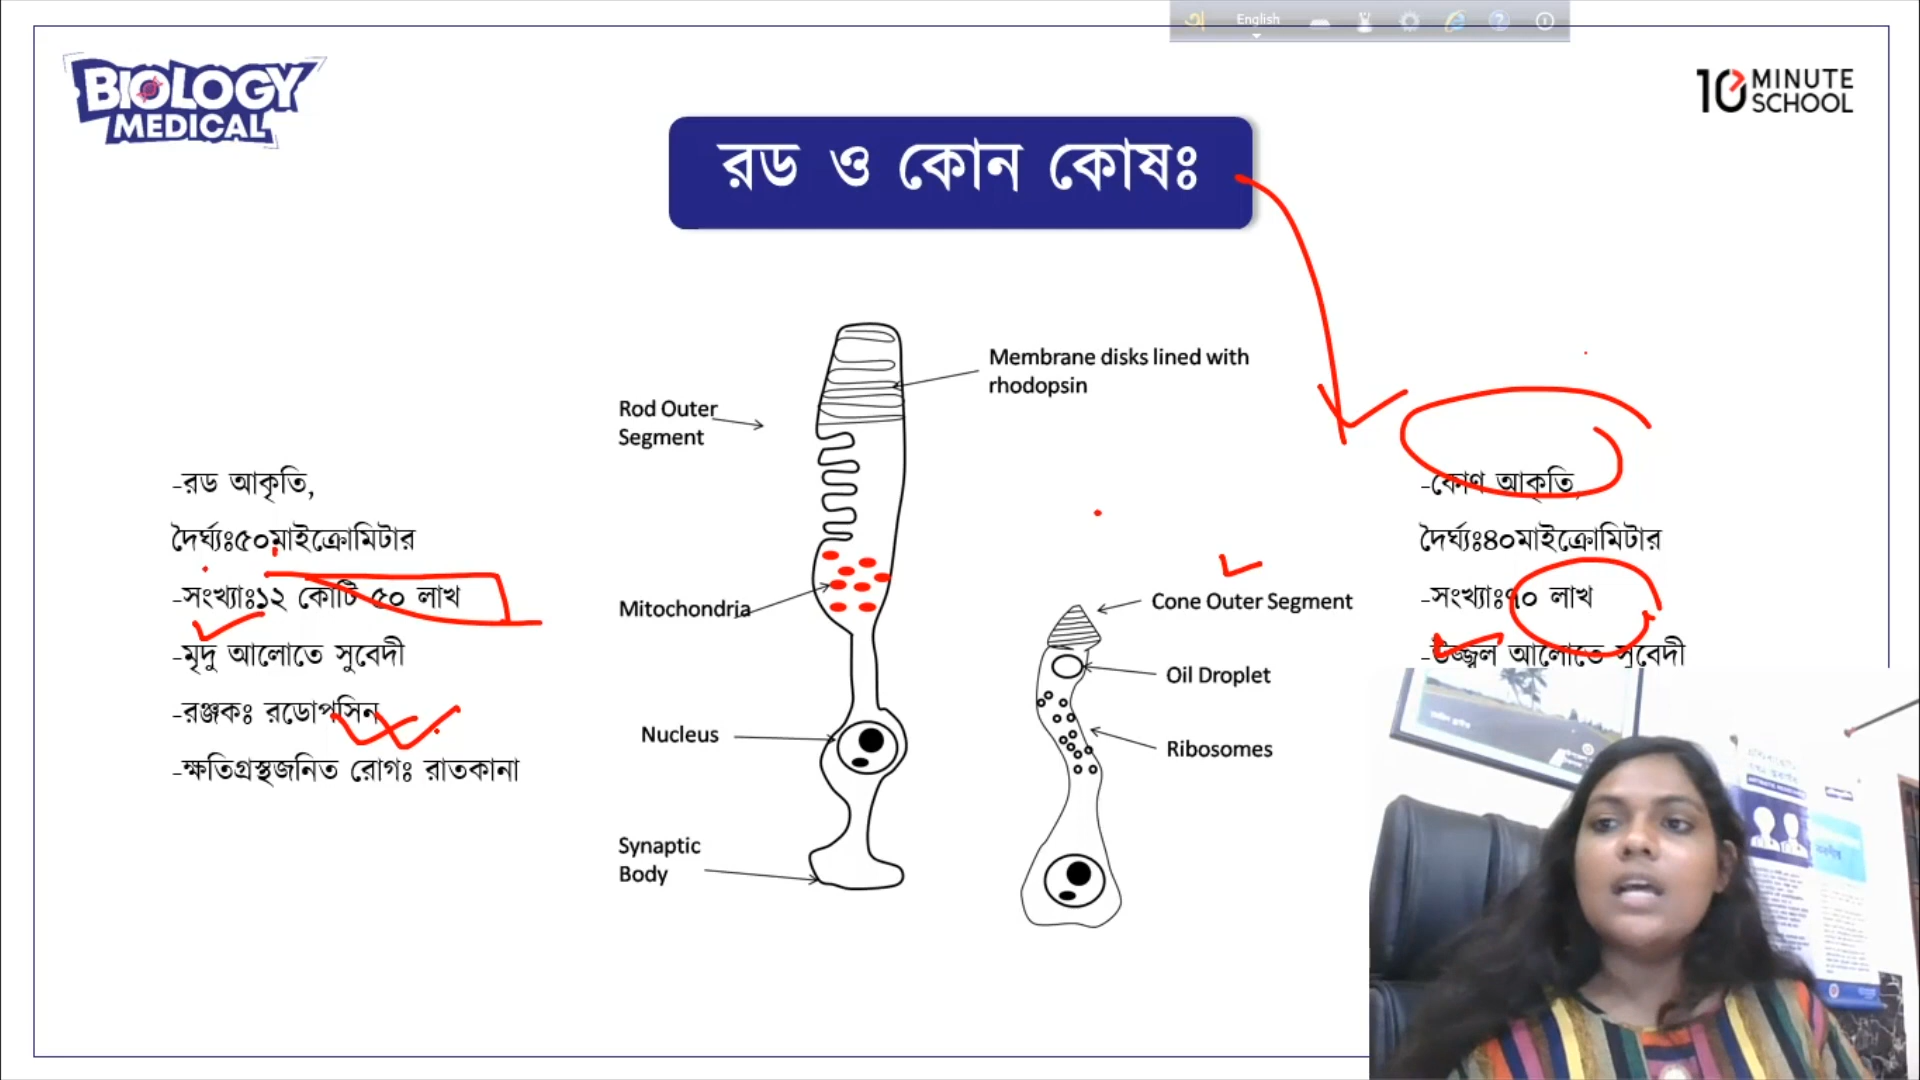 English
BIOLOGY
MEDICAL
10 MINUTE
SCHOOL
রড ও কোন কোষঃ
Membrane disks lined with
rhodopsin
Rod Outer
Segment
-রড আকৃতি,
দৈর্ঘ্যঃ৫০মাইক্রোমিটার
-সংখ্যাঃ১২ কোটি ৫০ লাখ
-মৃদু আলোতে সুবেদী
-রঞ্জকঃ রডোপসিন
-ক্ষতিগ্রস্থজনিত রোগঃ রাতকানা
Mitochondria
Nucleus
Synaptic
Body
Cone Outer Segment
Oil Droplet
Ribosomes
-কোণ আকৃতি,
দৈর্ঘ্যঃ৪০মাইক্রোমিটার
-সংখ্যাঃ৭০ লাখ
-উজ্জ্বল আলোতে সুবেদী